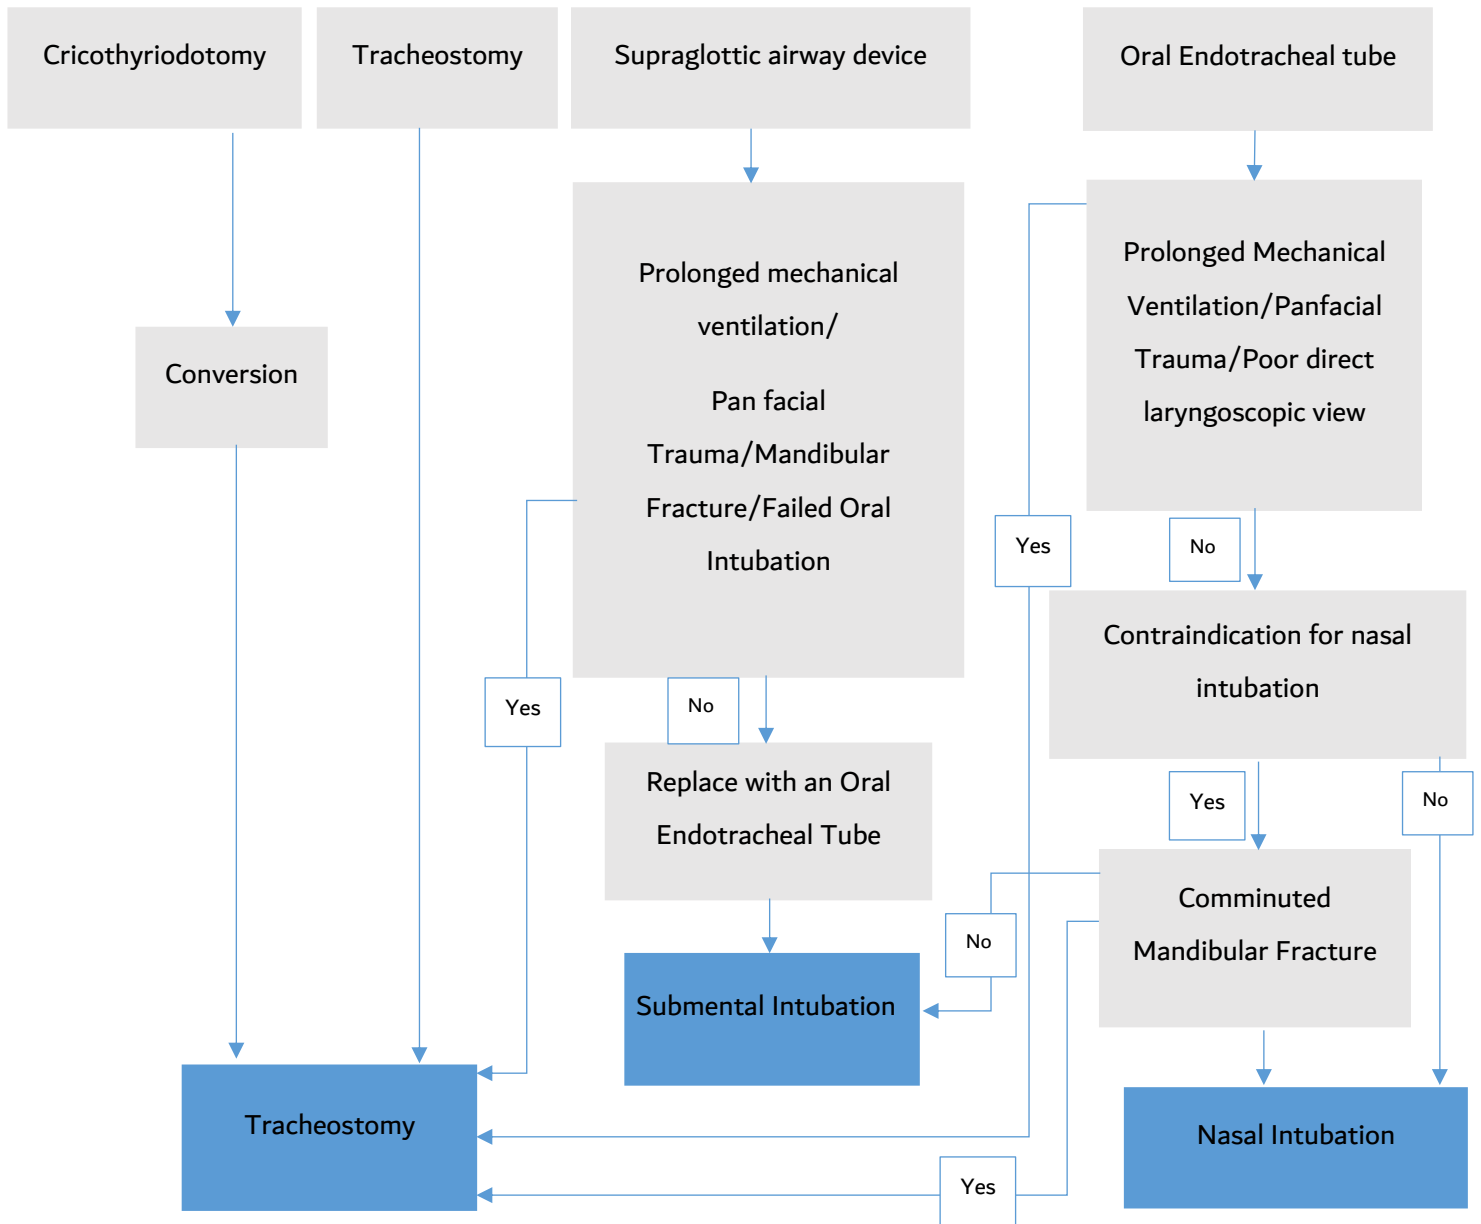 Cricothyriodotomy
Tracheostomy
Supraglottic airway device
Oral Endotracheal tube
Prolonged mechanical
ventilation/
Pan facial
Trauma/Mandibular
Fracture/Failed Oral
Intubation
Prolonged Mechanical
Ventilation/Panfacial
Trauma/Poor direct
laryngoscopic view
Conversion
Yes
No
Contraindication for nasal
intubation
Yes
No
Replace with an Oral
Endotracheal Tube
Yes
No
Comminuted
Mandibular Fracture
No
Submental Intubation
Tracheostomy
Yes
Nasal Intubation